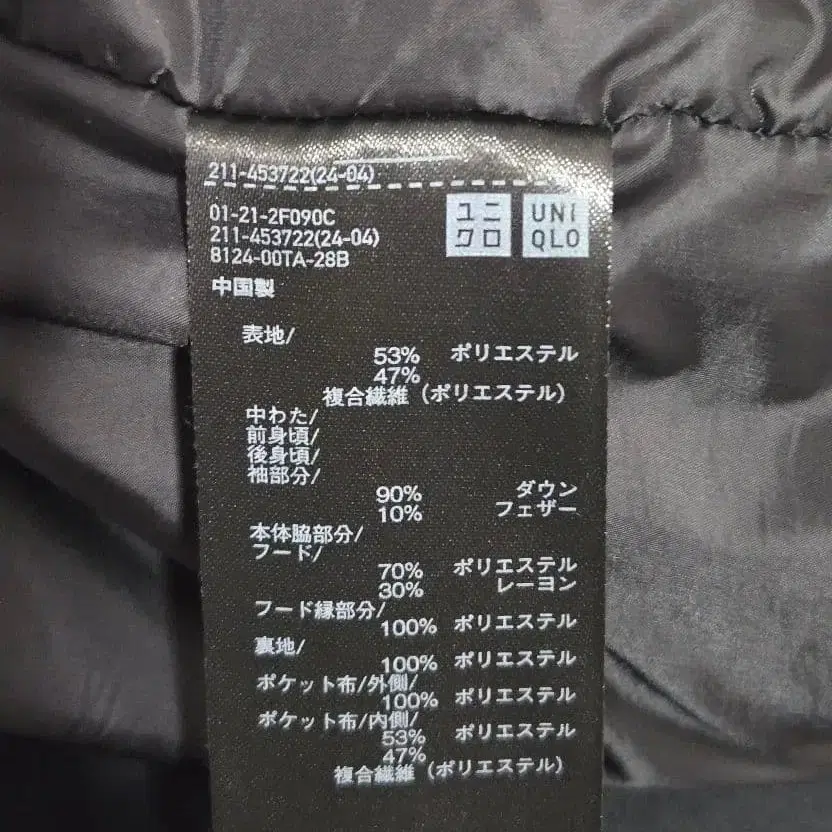 211-453722(24-04)
01-21-2F090C
211-453722(24-04)
8124-00TA-28B
中国製
ユニ
クロ
UNI
QLO
表地/
53% ポリエステル
47%
複合繊維 (ポリエステル)
中わた/
前身頃/
後身頃/
袖部分/
90% ダウン
10% フェザー
本体脇部分/
フード/
70% ポリエステル
30% レーヨン
フード縁部分/
100% ポリエステル
裏地/
100% ポリエステル
ポケット布/外側/
100% ポリエステル
ポケット布/内側/
53% ポリエステル
47%
複合繊維 (ポリエステル)